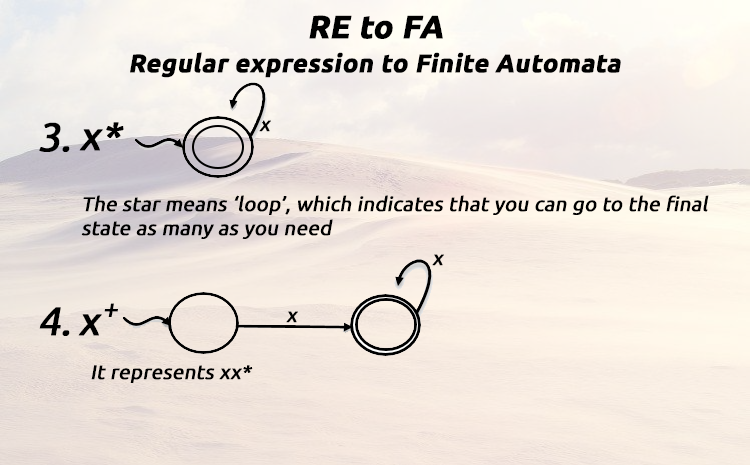 RE to FA
Regular expression to Finite Automata
x
3. x*
The star means ‘loop’, which indicates that you can go to the final
state as many as you need
x
4. x⁺
x
It represents xx*